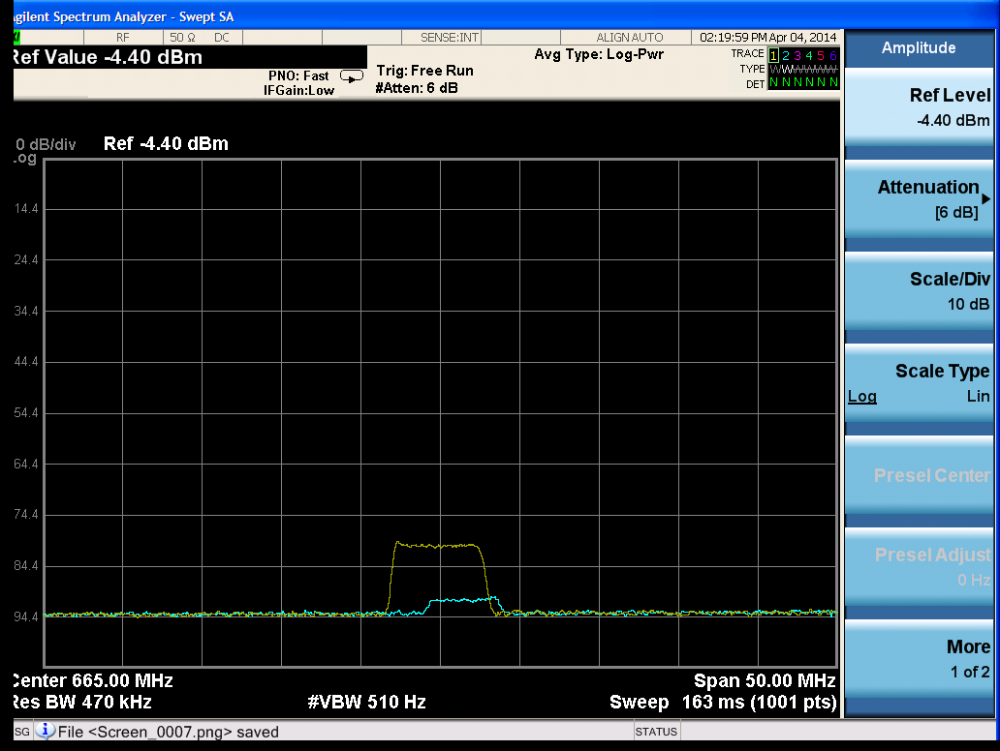 gilent Spectrum Analyzer - Swept SA
RF 50 Ω DC SENSE:INT ALIGN AUTO 02:19:59 PM Apr 04, 2014
Ref Value -4.40 dBm
PNO: Fast
IFGain:Low
Trig: Free Run
#Atten: 6 dB
Avg Type: Log-Pwr
TRACE 1 2 3 4 5 6
TYPE
DET N N N N N N
0 dB/div Ref -4.40 dBm
Log
14.4
24.4
34.4
44.4
54.4
64.4
74.4
84.4
94.4
Center 665.00 MHz Span 50.00 MHz
Res BW 470 kHz #VBW 510 Hz Sweep 163 ms (1001 pts)
SG File <Screen_0007.png> saved STATUS
Amplitude
Ref Level
-4.40 dBm
Attenuation
[6 dB]
Scale/Div
10 dB
Scale Type
Log Lin
Presel Center
Presel Adjust
0 Hz
More
1 of 2